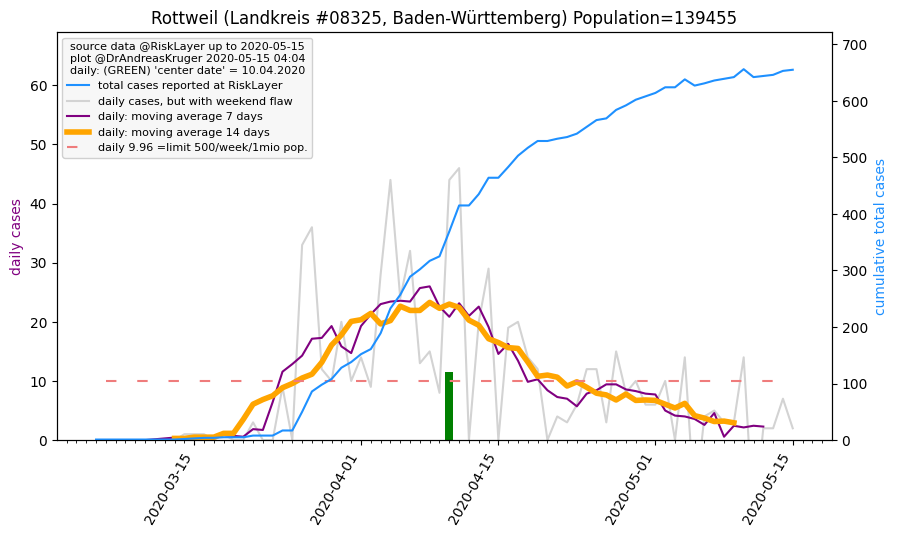 Rottweil (Landkreis #08325, Baden-Württemberg) Population=139455
source data @RiskLayer up to 2020-05-15
plot @DrAndreasKruger 2020-05-15 04:04
daily: (GREEN) 'center date' = 10.04.2020
total cases reported at RiskLayer
daily cases, but with weekend flaw
daily: moving average 7 days
daily: moving average 14 days
daily 9.96 =limit 500/week/1mio pop.
daily cases
0
10
20
30
40
50
60
cumulative total cases
0
100
200
300
400
500
600
700
2020-03-15
2020-04-01
2020-04-15
2020-05-01
2020-05-15